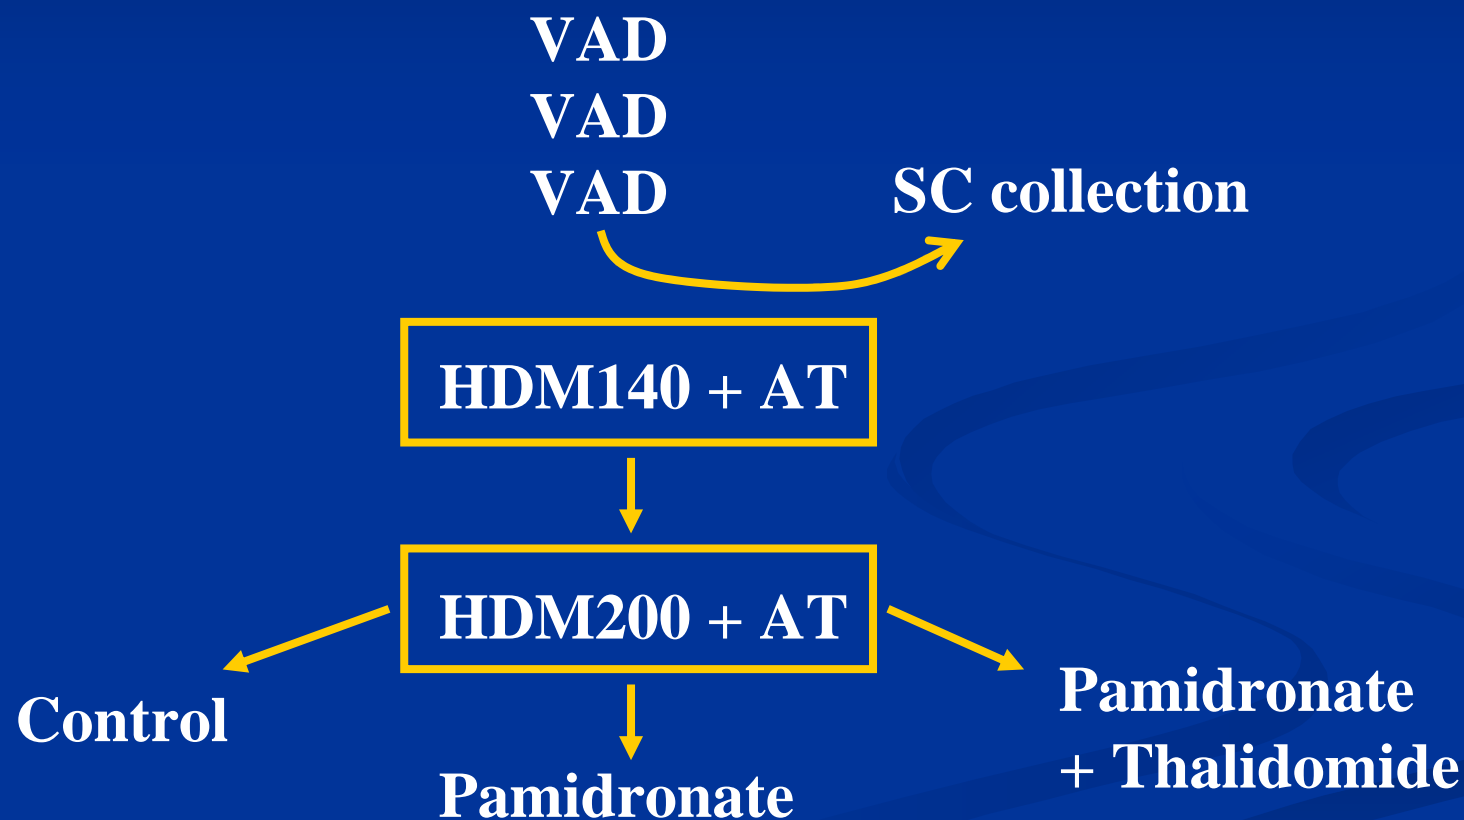 VAD
VAD
VAD
SC collection
HDM140 + AT
HDM200 + AT
Control
Pamidronate
Pamidronate
+ Thalidomide